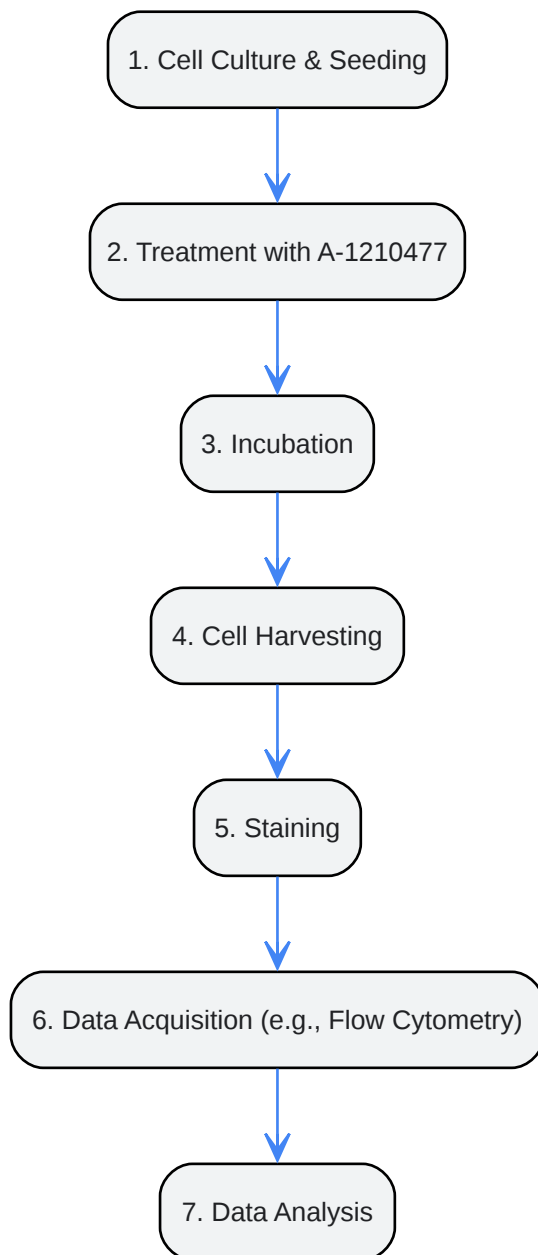 1. Cell Culture & Seeding
2. Treatment with A-1210477
3. Incubation
4. Cell Harvesting
5. Staining
6. Data Acquisition (e.g., Flow Cytometry)
7. Data Analysis